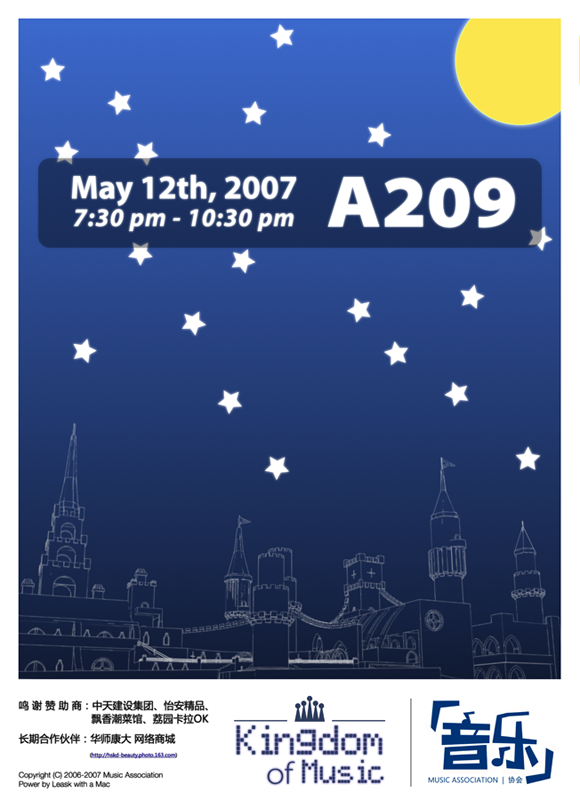 May 12th, 2007
7:30 pm - 10:30 pm
A209
鸣谢赞助商：中天建设集团、怡安精品、
飘香潮菜馆、荔园卡拉OK
长期合作伙伴：华师康大 网络商城
(http://hskd-beauty.photo.163.com)
Copyright (C) 2006-2007 Music Association
Power by Leask with a Mac
Kingdom
of Music
音乐
MUSIC ASSOCIATION | 协会